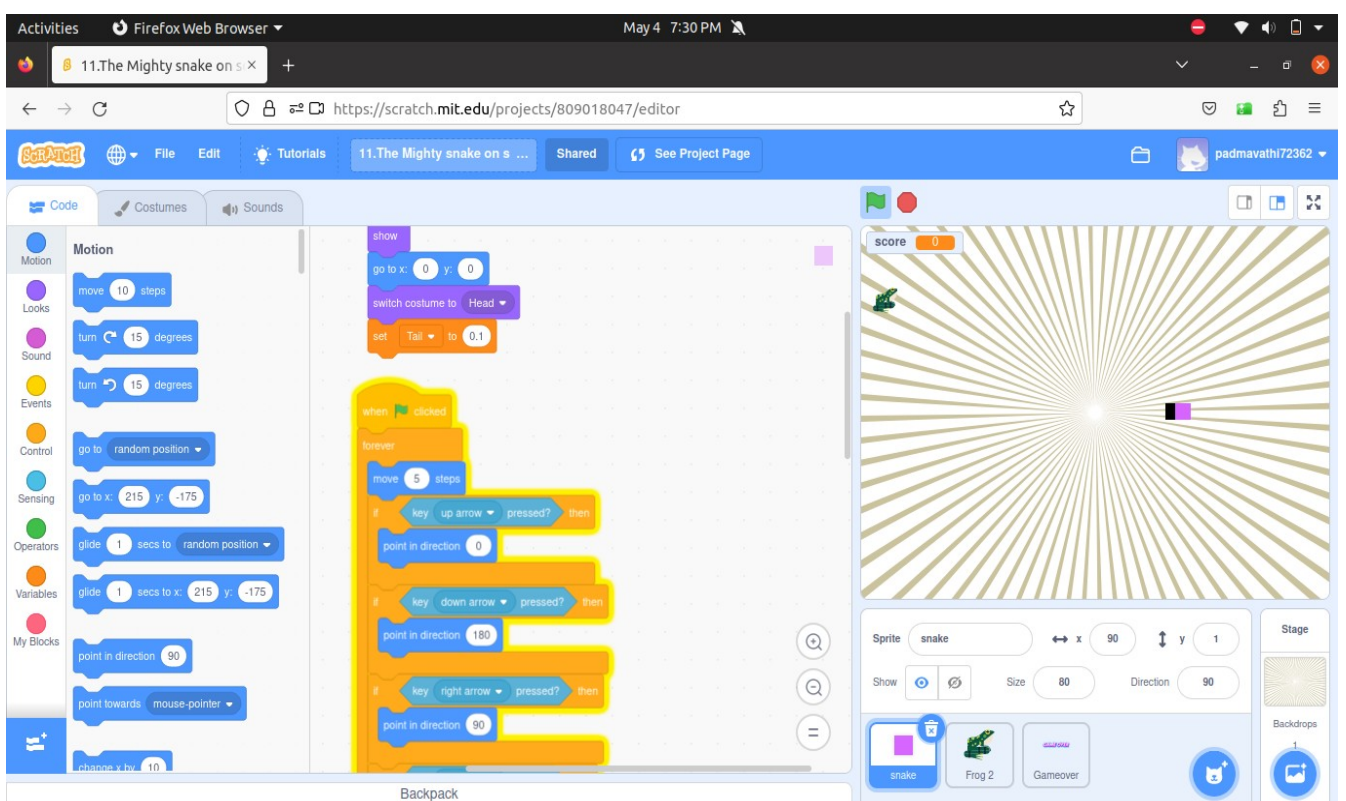 Activities Firefox Web Browser May 4 7:30 PM
11.The Mighty snake on s
https://scratch.mit.edu/projects/809018047/editor
SCRATCH File Edit Tutorials 11.The Mighty snake on s ... Shared See Project Page padmavathi72362
Code Costumes Sounds
Motion
Looks
Sound
Events
Control
Sensing
Operators
Variables
My Blocks
Motion
move 10 steps
turn 15 degrees
turn 15 degrees
go to random position
go to x: 215 y: -175
glide 1 secs to random position
glide 1 secs to x: 215 y: -175
point in direction 90
point towards mouse-pointer
change x by 10
show
go to x: 0 y: 0
switch costume to Head
set Tail to 0.1
when clicked
forever
move 5 steps
if key up arrow pressed? then
point in direction 0
if key down arrow pressed? then
point in direction 180
if key right arrow pressed? then
point in direction 90
Backpack
score 0
Sprite snake x 90 y 1
Show Size 80 Direction 90
snake
Frog 2
GAME OVER
Gameover
Stage
Backdrops
1